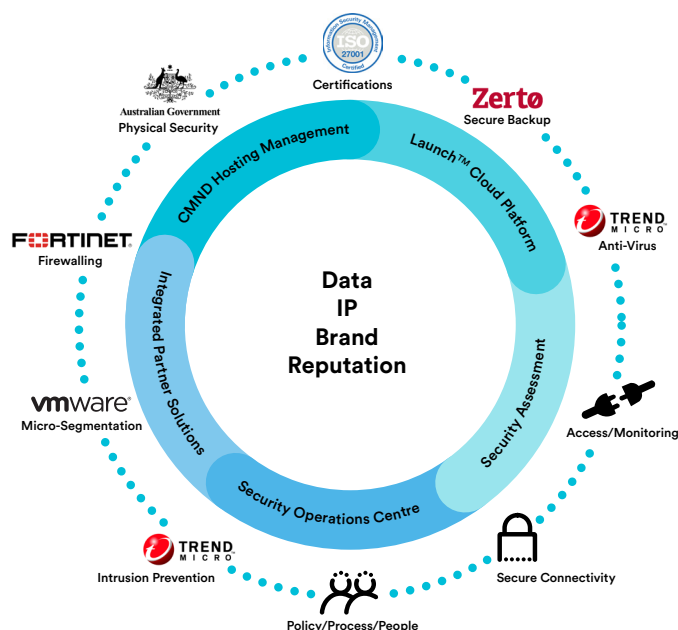 Information Security Management
ISO
27001
Certified
Certifications
Zertø
Secure Backup
TREND
MICRO
Anti-Virus
Access/Monitoring
Secure Connectivity
Policy/Process/People
TREND
MICRO
Intrusion Prevention
vmware®
Micro-Segmentation
FORTINET®
Firewalling
Australian Government
Physical Security
CMND Hosting Management
Launch™ Cloud Platform
Security Assessment
Security Operations Centre
Integrated Partner Solutions
Data
IP
Brand
Reputation